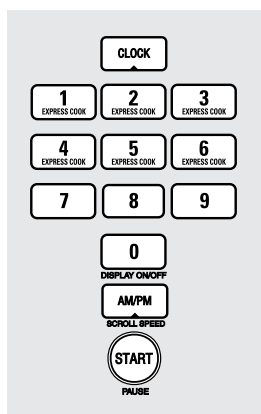 CLOCK
1 2 3
EXPRESS COOK EXPRESS COOK EXPRESS COOK
4 5 6
EXPRESS COOK EXPRESS COOK EXPRESS COOK
7 8 9
0
DISPLAY ON/OFF
AM/PM
SCROLL SPEED
START
PAUSE